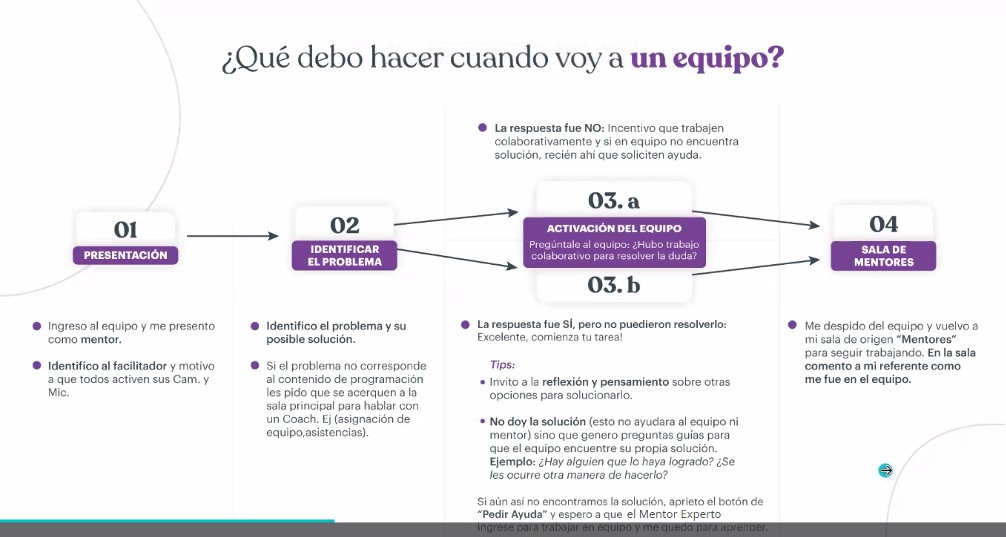 ¿Qué debo hacer cuando voy a un equipo?
La respuesta fue NO: Incentivo que trabajen
colaborativamente y si en equipo no encuentra
solución, recién ahí que soliciten ayuda.
01
PRESENTACIÓN
02
IDENTIFICAR
EL PROBLEMA
03. a
ACTIVACIÓN DEL EQUIPO
Pregúntale al equipo: ¿Hubo trabajo
colaborativo para resolver la duda?
03. b
04
SALA DE
MENTORES
Ingreso al equipo y me presento
como mentor.
Identifico al facilitador y motivo
a que todos activen sus Cam. y
Mic.
Identifico el problema y su
posible solución.
Si el problema no corresponde
al contenido de programación
les pido que se acerquen a la
sala principal para hablar con
un Coach. Ej (asignación de
equipo,asistencias).
La respuesta fue SÍ, pero no pudieron resolverlo:
Excelente, comienza tu tarea!
Tips:
Invito a la reflexión y pensamiento sobre otras
opciones para solucionarlo.
No doy la solución (esto no ayudara al equipo ni
mentor) sino que genero preguntas guías para
que el equipo encuentre su propia solución.
Ejemplo: ¿Hay alguien que lo haya logrado? ¿Se
les ocurre otra manera de hacerlo?
Si aún así no encontramos la solución, aprieto el botón de
“Pedir Ayuda” y espero a que el Mentor Experto
ingrese para trabajar en equipo y me quedo para aprender.
Me despido del equipo y vuelvo a
mi sala de origen “Mentores”
para seguir trabajando. En la sala
comento a mi referente como
me fue en el equipo.